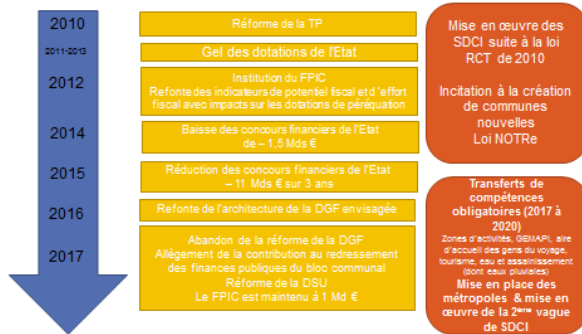 2010
Réforme de la TP
2011-2013
Gel des dotations de l'Etat
2012
Institution du FPIC
Refonte des indicateurs de potentiel fiscal et d 'effort
fiscal avec impacts sur les dotations de péréquation
2014
Baisse des concours financiers de l'Etat
de – 1,5 Mds €
2015
Réduction des concours financiers de l'Etat
– 11 Mds € sur 3 ans
2016
Refonte de l'architecture de la DGF envisagée
2017
Abandon de la réforme de la DGF
Allègement de la contribution au redressement
des finances publiques du bloc communal
Réforme de la DSU
Le FPIC est maintenu à 1 Md €
Mise en œuvre des
SDCI suite à la loi
RCT de 2010
Incitation à la création
de communes
nouvelles
Loi NOTRe
Transferts de
compétences
obligatoires (2017 à
2020)
Zones d'activités, GEMAPI, aire
d'accueil des gens du voyage,
tourisme, eau et assainissement
(dont eaux pluviales)
Mise en place des
métropoles & mise en
œuvre de la 2ème vague
de SDCI